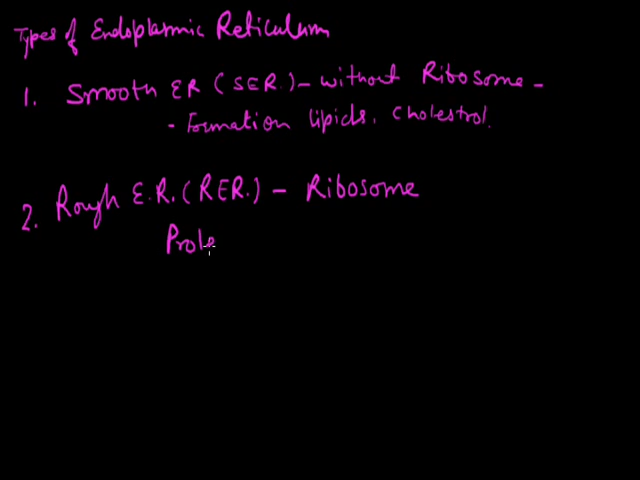 Types of Endoplasmic Reticulum
1. Smooth ER (SER.) - without Ribosome -
- Formation lipids, Cholestrol.
2. Rough E.R. (RER.) - Ribosome
Prote